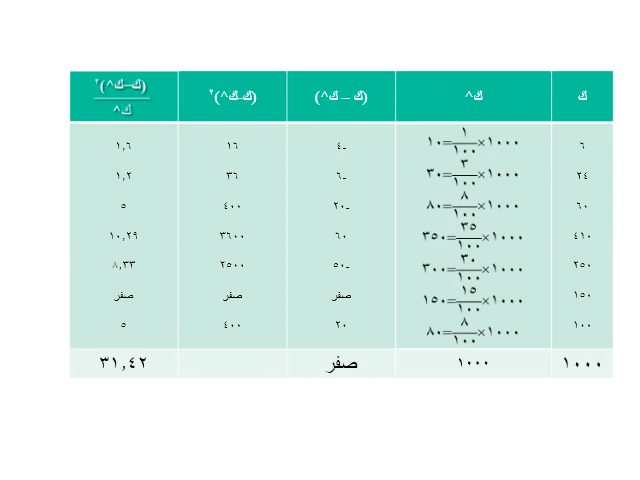 ك ك^ (ك – ك^) (ك-ك^)٢ (ك–ك^)٢/ك^
٦ ١٠٠٠×١/١٠٠=١٠ -٤ ١٦ ١,٦
٢٤ ١٠٠٠×٣/١٠٠=٣٠ -٦ ٣٦ ١,٢
٦٠ ١٠٠٠×٨/١٠٠=٨٠ -٢٠ ٤٠٠ ٥
٤١٠ ١٠٠٠×٣٥/١٠٠=٣٥٠ ٦٠ ٣٦٠٠ ١٠,٢٩
٢٥٠ ١٠٠٠×٣٠/١٠٠=٣٠٠ -٥٠ ٢٥٠٠ ٨,٣٣
١٥٠ ١٠٠٠×١٥/١٠٠=١٥٠ صفر صفر صفر
١٠٠ ١٠٠٠×٨/١٠٠=٨٠ ٢٠ ٤٠٠ ٥
١٠٠٠ ١٠٠٠ صفر ٣١,٤٢